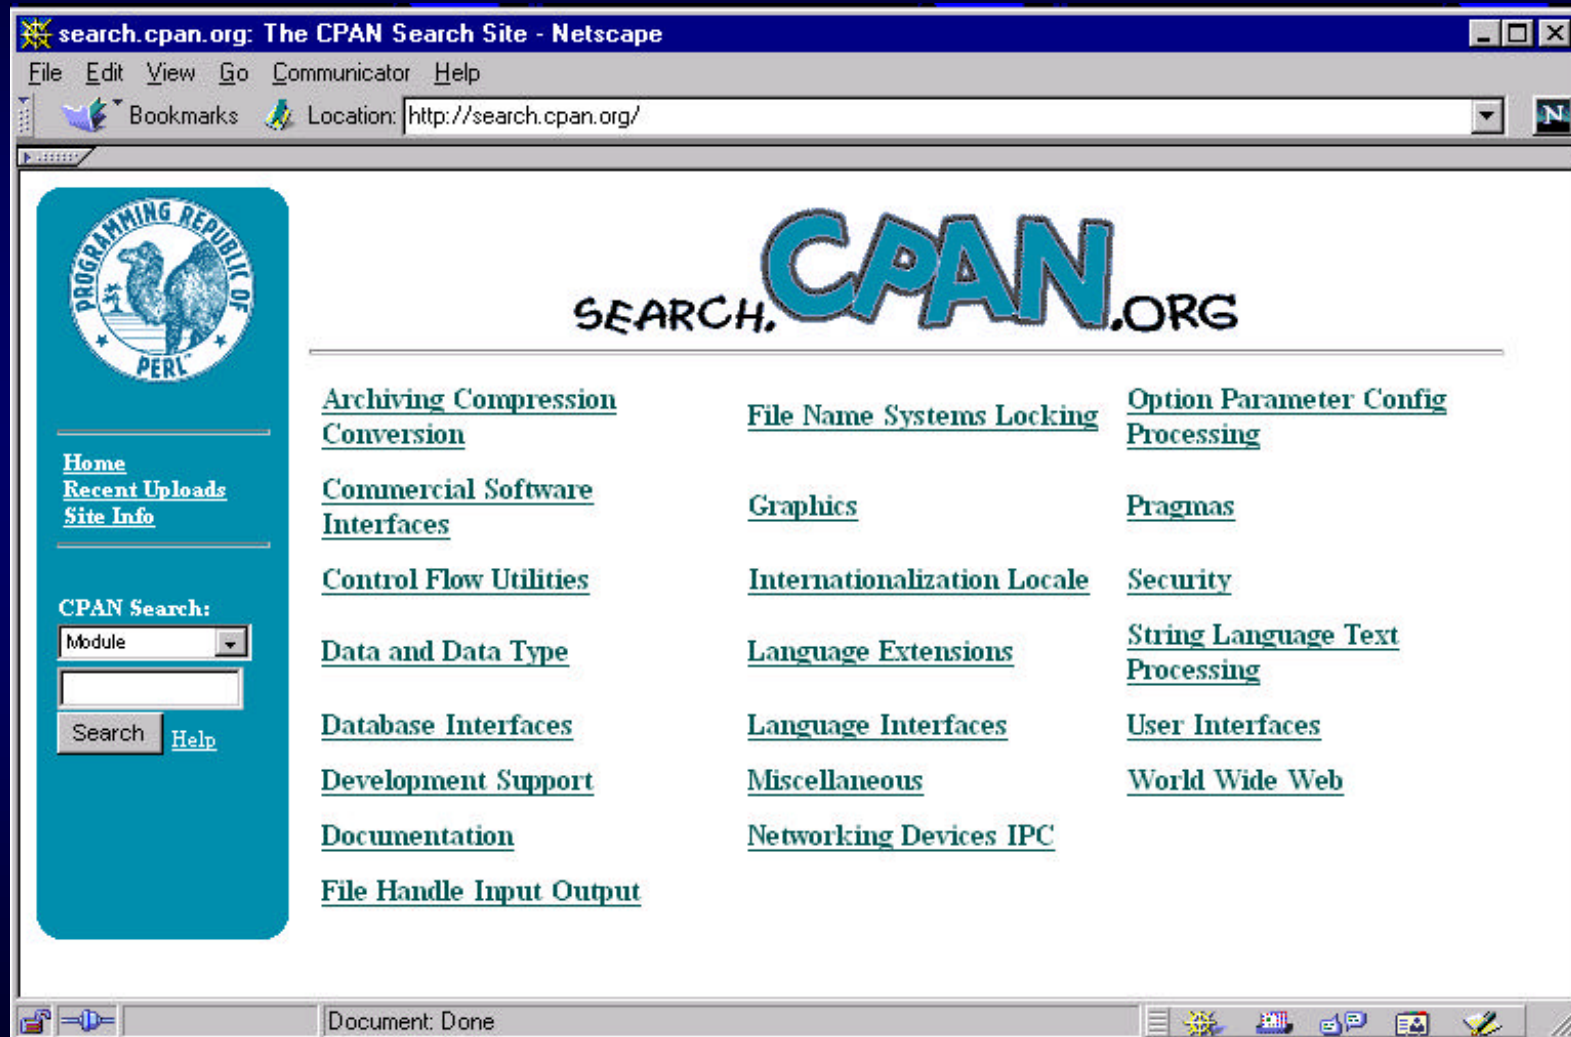 search.cpan.org: The CPAN Search Site - Netscape
File Edit View Go Communicator Help
Bookmarks Location: http://search.cpan.org/
N
PROGRAMMING REPUBLIC OF PERL
TM
SEARCH.CPAN.ORG
Home
Recent Uploads
Site Info
CPAN Search:
Module
Search Help
Archiving Compression
Conversion
File Name Systems Locking
Option Parameter Config
Processing
Commercial Software
Interfaces
Graphics
Pragmas
Control Flow Utilities
Internationalization Locale
Security
Data and Data Type
Language Extensions
String Language Text
Processing
Database Interfaces
Language Interfaces
User Interfaces
Development Support
Miscellaneous
World Wide Web
Documentation
Networking Devices IPC
File Handle Input Output
Document: Done